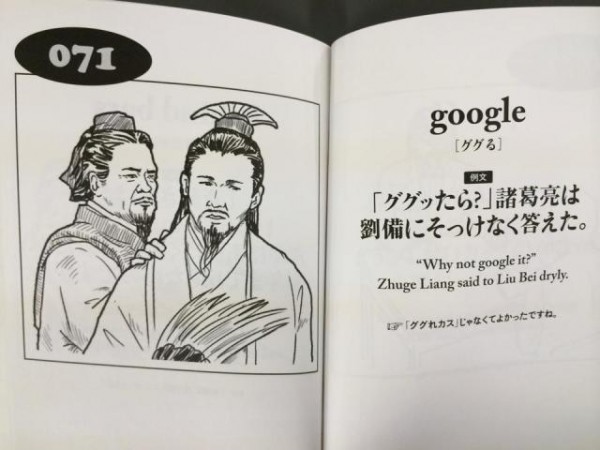 071
google
[ググる]
例文
「ググッたら?」諸葛亮は
劉備にそっけなく答えた。
“Why not google it?”
Zhuge Liang said to Liu Bei dryly.
☞「ググれカス」じゃなくてよかったですね。